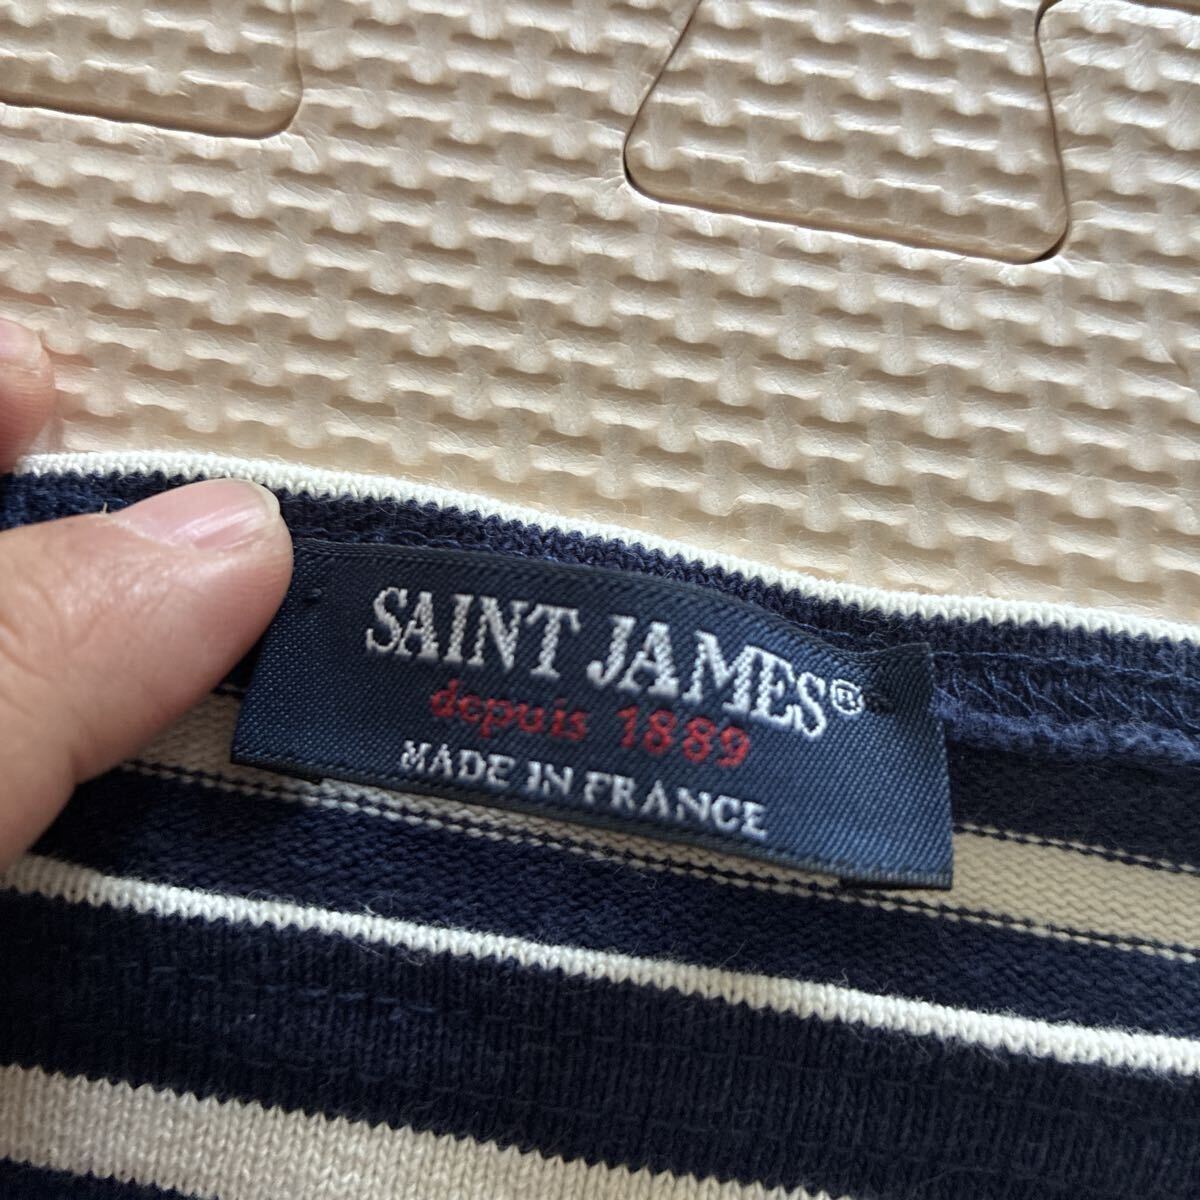 SAINT JAMES®
depuis 1889
MADE IN FRANCE